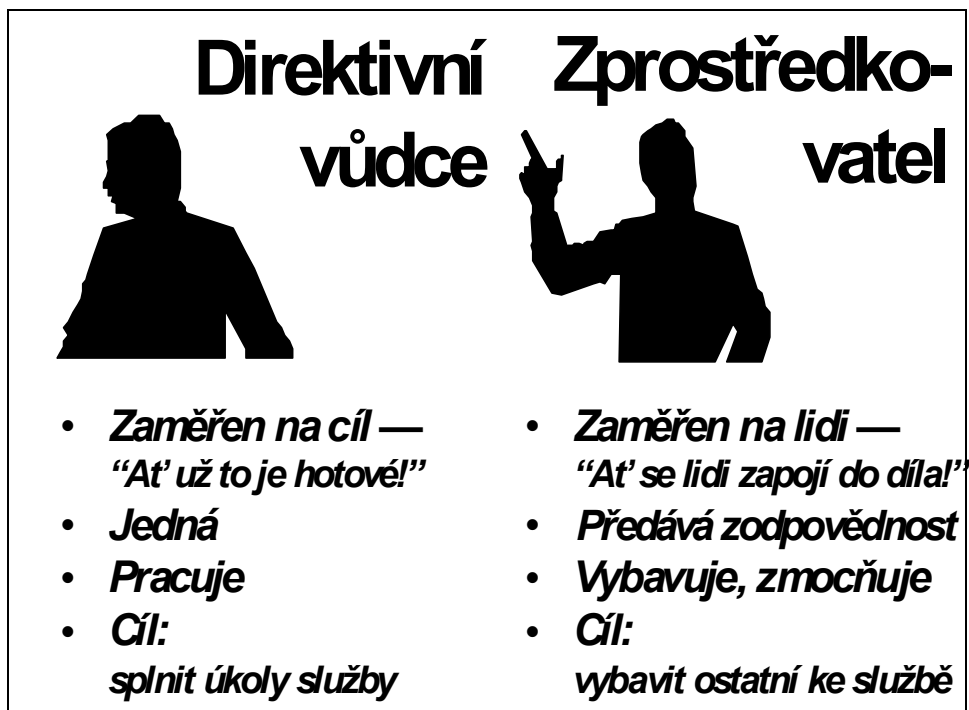 Direktivní
vůdce
• Zaměřen na cíl —
“Ať už to je hotové!”
• Jedná
• Pracuje
• Cíl:
splnit úkoly služby
Zprostředko-
vatel
• Zaměřen na lidi —
“Ať se lidi zapojí do díla!”
• Předává zodpovědnost
• Vybavuje, zmocňuje
• Cíl:
vybavit ostatní ke službě